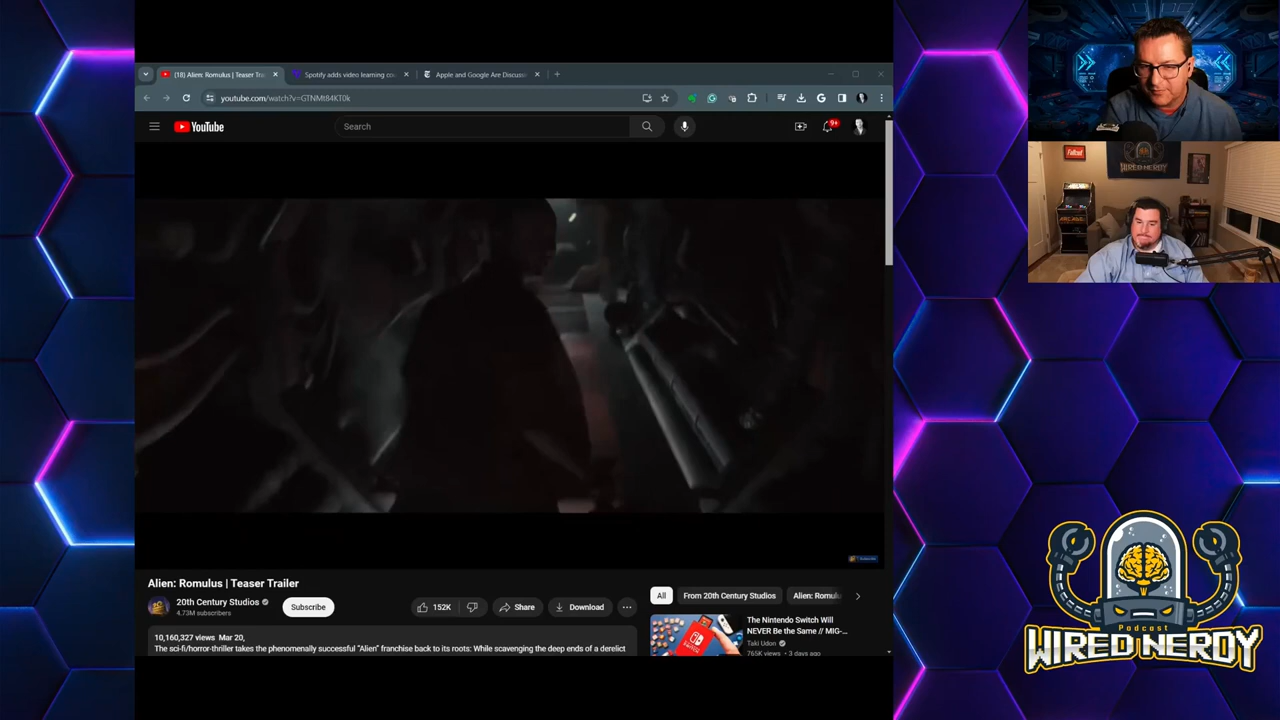 (18) Alien: Romulus | Teaser Tra
Spotify adds video learning co
Apple and Google Are Discussi
youtube.com/watch?v=GTNMt84KT0k
YouTube
Search
9+
Alien: Romulus | Teaser Trailer
20th Century Studios
4.73M subscribers
Subscribe
152K
Share
Download
10,160,327 views Mar 20,
The sci-fi/horror-thriller takes the phenomenally successful "Alien" franchise back to its roots: While scavenging the deep ends of a derelict
All
From 20th Century Studios
Alien: Romulu
The Nintendo Switch Will
NEVER Be the Same // MIG-...
Taki Udon
765K views · 3 days ago
Fallout
WIRED NERDY
Podcast
WIRED NERDY